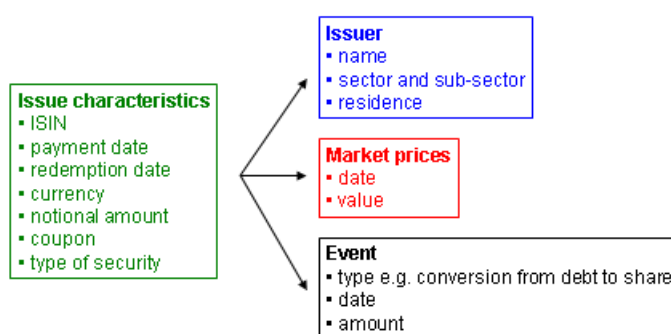 Issue characteristics
▪ ISIN
▪ payment date
▪ redemption date
▪ currency
▪ notional amount
▪ coupon
▪ type of security
Issuer
▪ name
▪ sector and sub-sector
▪ residence
Market prices
▪ date
▪ value
Event
▪ type e.g. conversion from debt to share
▪ date
▪ amount